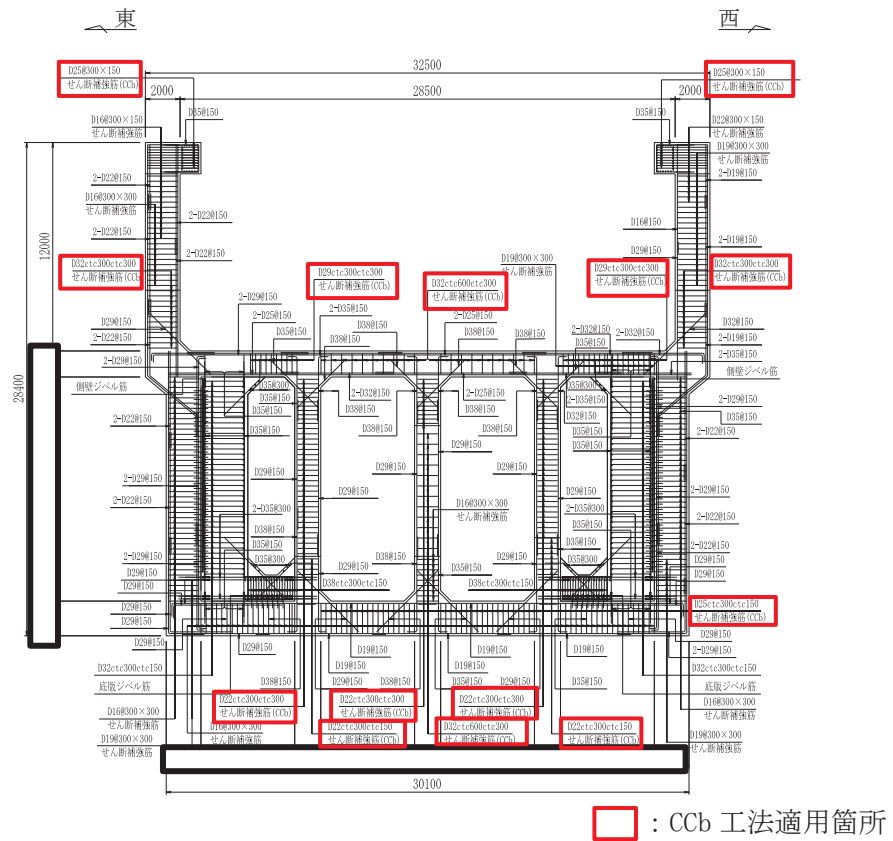 東
西
D25@300×150
せん断補強筋(CCb)
32500
D25@300×150
せん断補強筋(CCb)
2000
28500
2000
D16@300×150
せん断補強筋
D35@150
D35@150
D22@300×150
せん断補強筋
D19@300×300
せん断補強筋
2-D22@150
2-D19@150
D16@300×300
せん断補強筋
2-D22@150
2-D22@150
D16@150
2-D19@150
12000
D29@150
D19@300×300
せん断補強筋
D32ctc300ctc300
せん断補強筋(CCb)
D29ctc300ctc300
せん断補強筋(CCb)
D32ctc600ctc300
せん断補強筋(CCb)
D29ctc300ctc300
せん断補強筋(CCb)
D32ctc300ctc300
せん断補強筋(CCb)
2-D29@150
2-D35@150
2-D25@150
2-D25@150
2-D32@150
2-D32@150
D29@150
D35@150
D38@150
D38@150
D38@150
D38@150
D35@150
D32@150
2-D22@150
2-D19@150
2-D35@150
2-D29@150
側壁ジベル筋
側壁ジベル筋
28400
D35@300
D35@150
D35@150
2-D32@150
D38@150
2-D25@150
D38@150
D35@300
2-D35@150
D32@150
2-D29@150
D35@150
2-D22@150
D35@150
D38@150
D38@150
D35@150
D35@150
2-D22@150
D29@150
D29@150
D29@150
D29@150
D29@150
D29@150
2-D29@150
2-D22@150
2-D29@150
2-D22@150
2-D35@300
D16@300×300
せん断補強筋
D29@150
2-D35@300
D38@150
D35@150
D35@300
D35@150
D35@150
D35@300
2-D29@150
D29@150
D29@150
D38@150
D29@150
D29@150
D35@150
2-D22@150
D29@150
D29@150
D38ctc300ctc150
D38ctc300ctc150
D29@150
D29@150
D25ctc300ctc150
せん断補強筋(CCb)
D29@150
D29@150
D19@150
D19@150
D29@150
2-D29@150
D32ctc300ctc150
底版ジベル筋
D19@150
D19@150
D19@150
D38@150
D29@150
D38@150
D35@150
D29@150
D38@150
D32ctc300ctc150
底版ジベル筋
D22ctc300ctc300
せん断補強筋(CCb)
D22ctc300ctc300
せん断補強筋(CCb)
D22ctc300ctc300
せん断補強筋(CCb)
D16@300×300
せん断補強筋
D16@300×300
せん断補強筋
D16@300×300
せん断補強筋
D22ctc300ctc150
せん断補強筋(CCb)
D32ctc600ctc300
せん断補強筋(CCb)
D22ctc300ctc150
せん断補強筋(CCb)
D19@300×300
せん断補強筋
D19@300×300
せん断補強筋
30100
：CCb 工法適用箇所